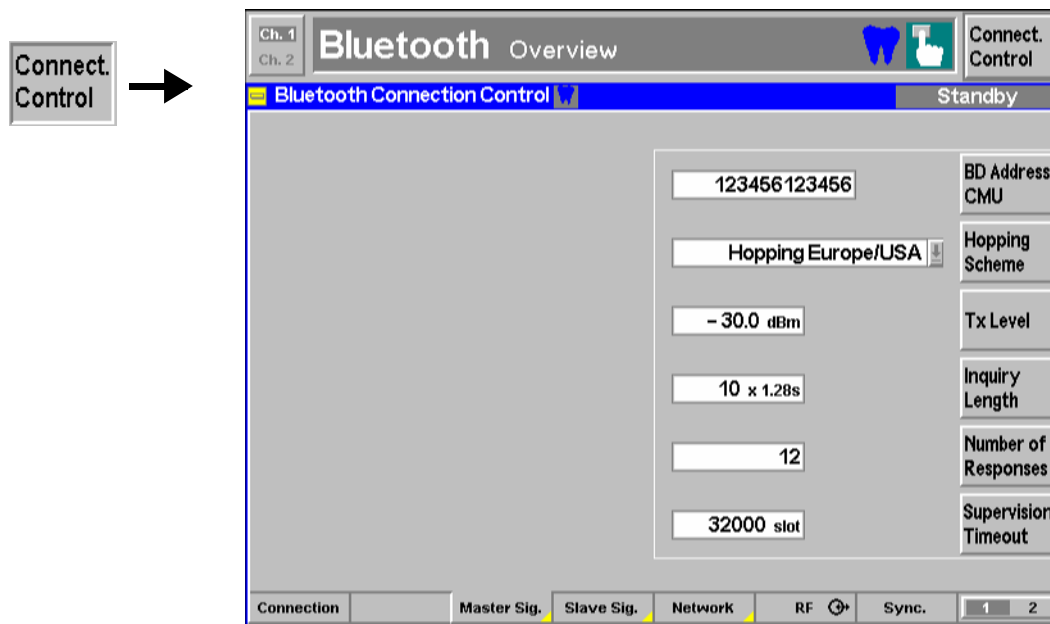 Connect.
Control
Ch. 1
Ch. 2
Bluetooth Overview
Connect.
Control
Bluetooth Connection Control
Standby
123456123456
BD Address
CMU
Hopping Europe/USA
Hopping
Scheme
– 30.0 dBm
Tx Level
10 x 1.28s
Inquiry
Length
12
Number of
Responses
32000 slot
Supervision
Timeout
Connection
Master Sig.
Slave Sig.
Network
RF
Sync.
1 2